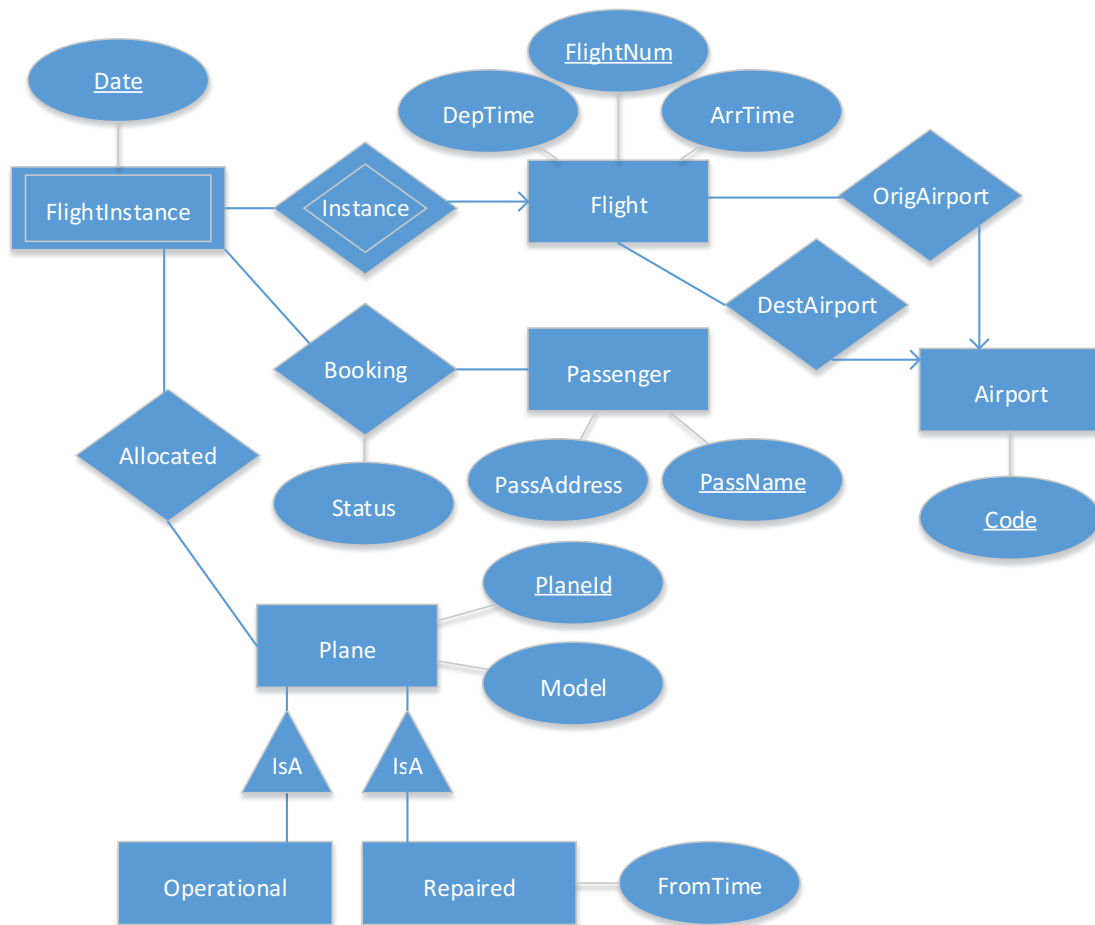 FlightNum
Date
DepTime
ArrTime
FlightInstance
Instance
Flight
OrigAirport
DestAirport
Booking
Passenger
Airport
Allocated
PassAddress
PassName
Status
Code
PlaneId
Plane
Model
IsA
IsA
Operational
Repaired
FromTime